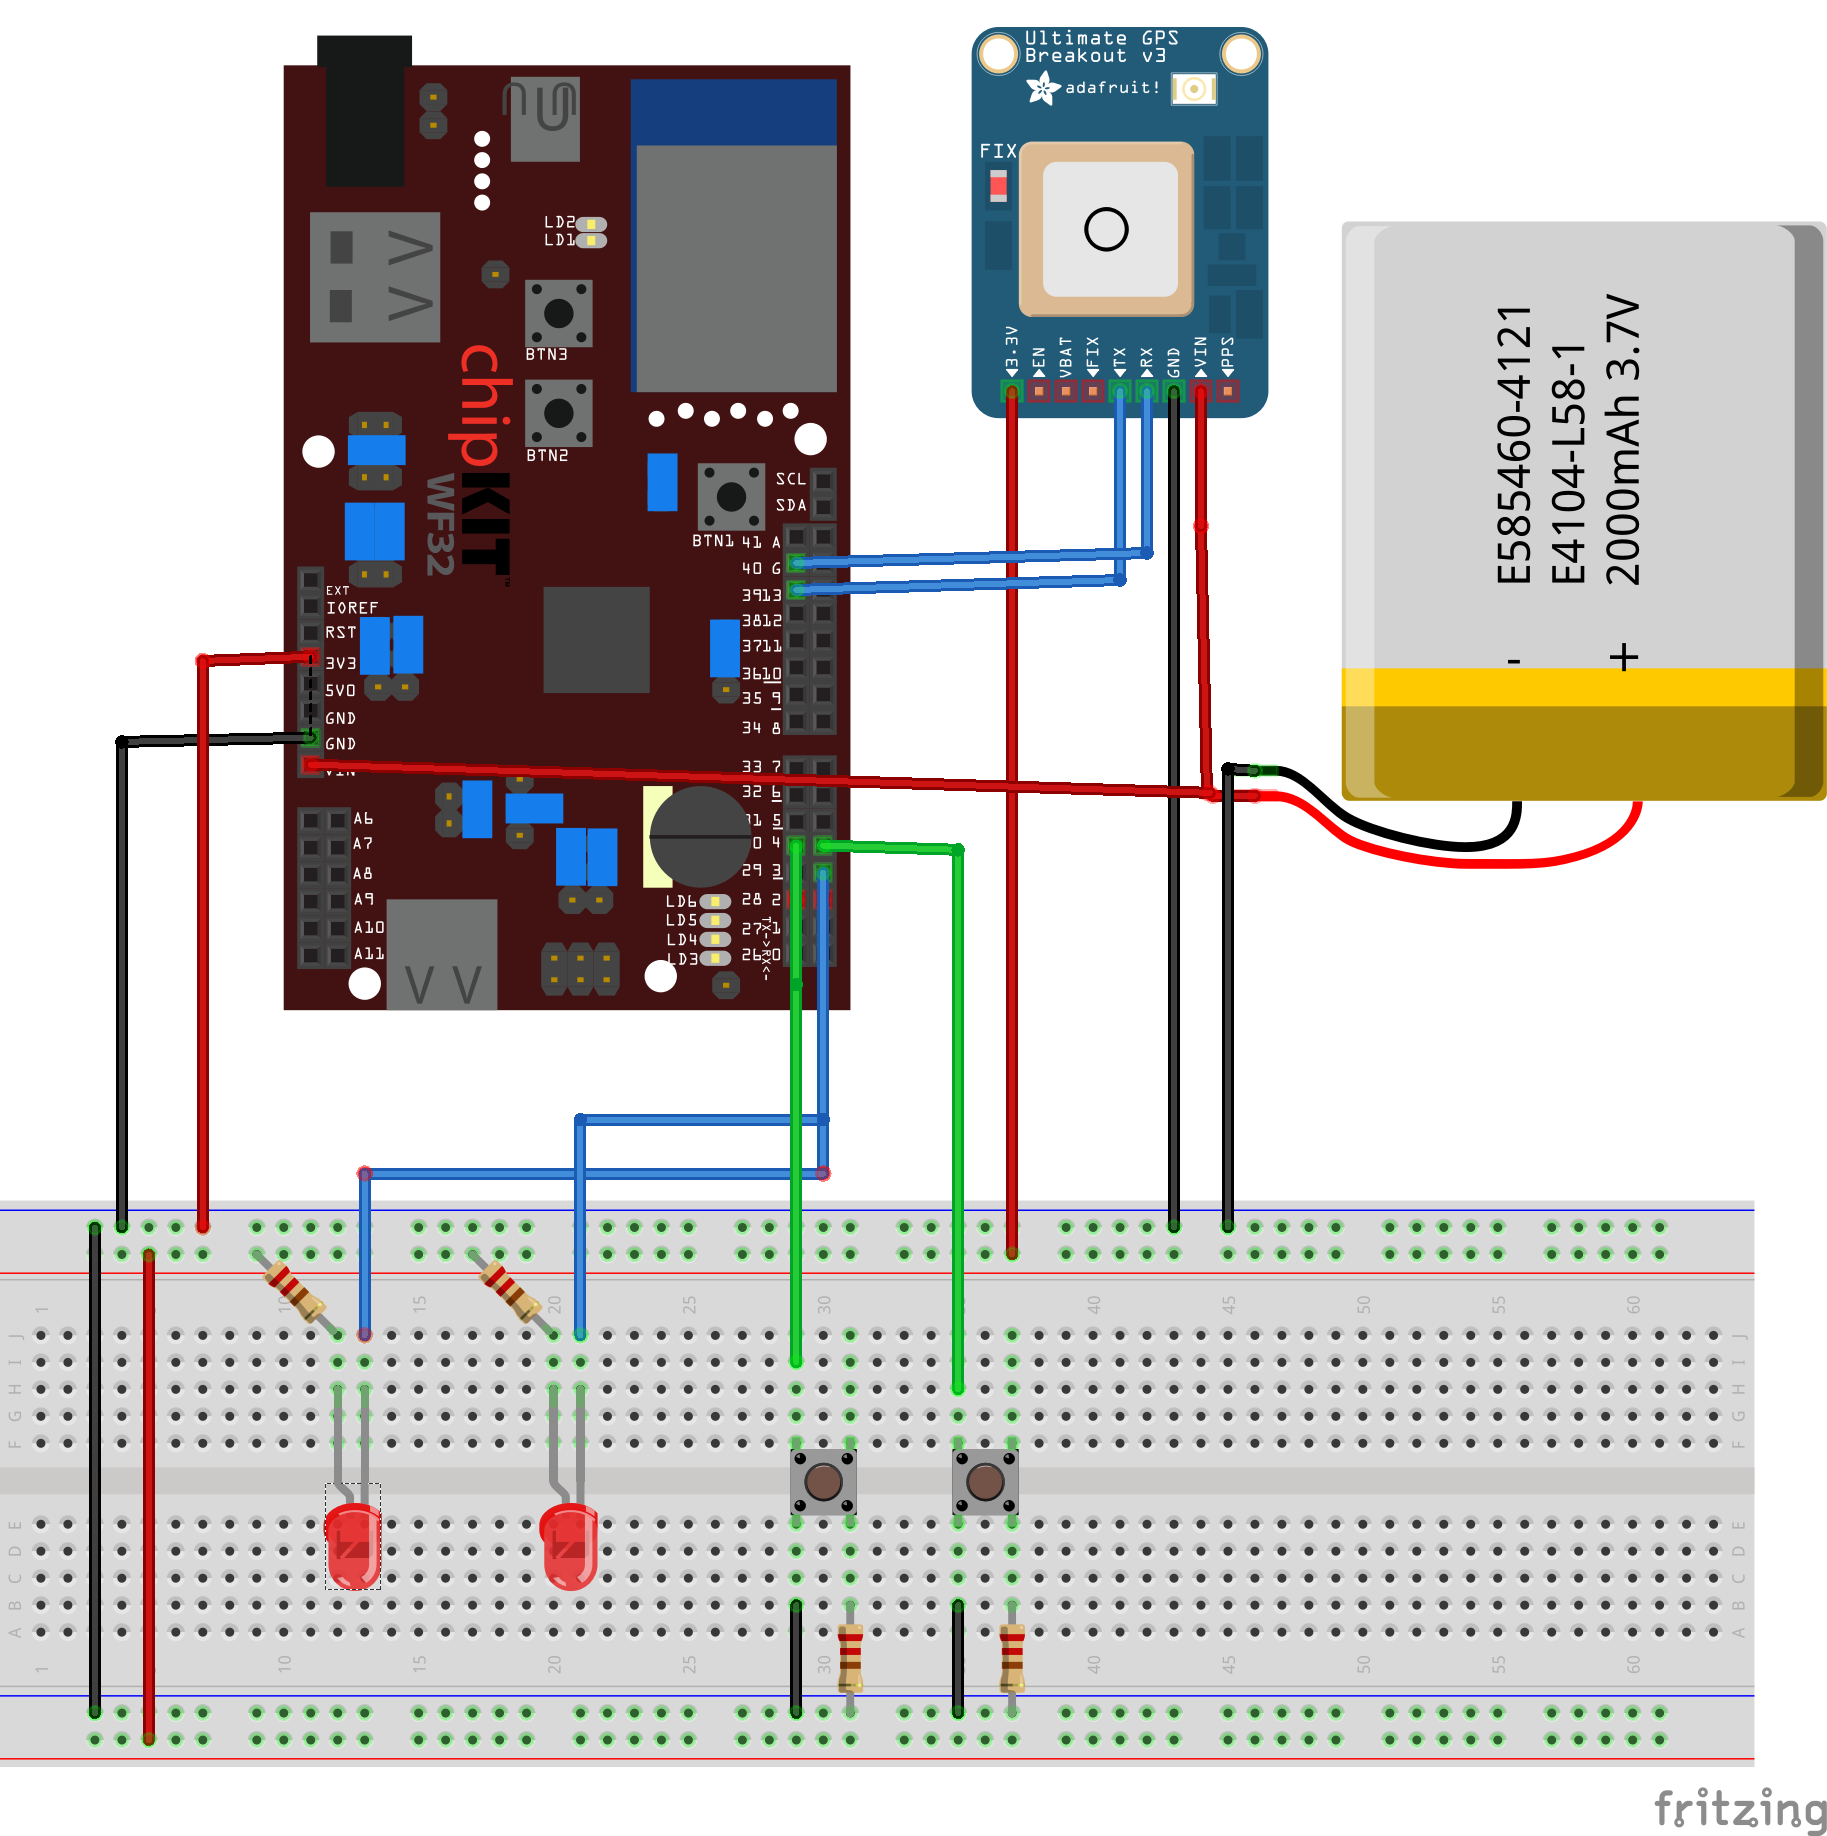 Ultimate GPS
Breakout v3
adafruit!
FIX
3.3V
EN
VBAT
FIX
TX
RX
GND
VIN
PPS
LD2
LD1
BTN3
BTN2
BTN1
chipKIT™
WF32
SCL
SDA
41 A
40 G
39 13
38 12
37 11
36 10
35 9
34 8
33 7
32 6
1 5
0 4
29 3
28 2
27 1
26 0
TX->
RX<-
EXT
IOREF
RST
3V3
5V0
GND
GND
VIN
A6
A7
A8
A9
A10
A11
LD6
LD5
LD4
LD3
E585460-4121
E4104-L58-1
2000mAh 3.7V
- +
1 10 15 20 25 30 40 45 50 55 60
J J
I I
H H
G G
F F
E E
D D
C C
B B
A A
1 10 15 20 25 30 40 45 50 55 60
fritzing